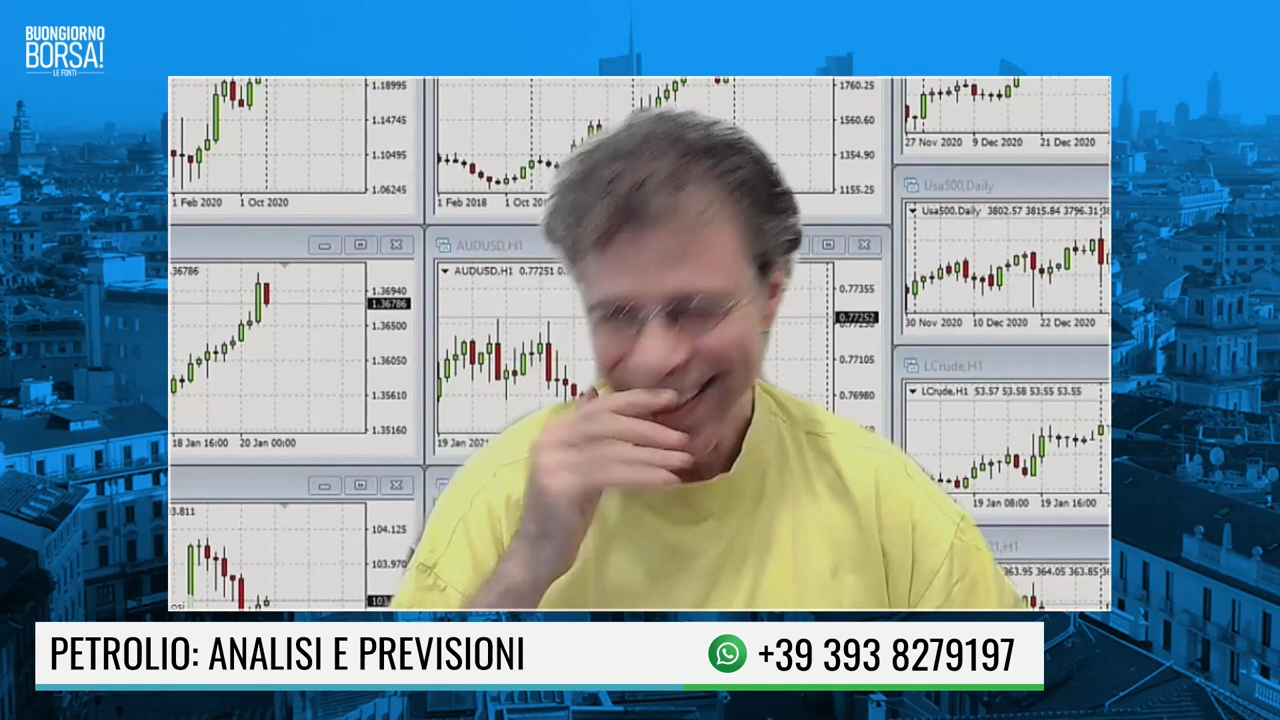 BUONGIORNO
BORSA!
LE FONTI
1.18995
1.14745
1.10495
1.06245
1 Feb 2020 1 Oct 2020
1760.25
1560.60
1354.90
1155.25
1 Feb 2018
27 Nov 2020 9 Dec 2020 21 Dec 2020
Usa500,Daily
Usa500,Daily 3802.57 3815.84 3796.31
30 Nov 2020 10 Dec 2020 22 Dec 2020
1.36940
1.36786
1.36500
1.36050
1.35610
1.35160
18 Jan 16:00 20 Jan 00:00
AUDUSD,H1
AUDUSD,H1 0.77251
0.77355
0.77252
0.77105
0.76980
19 Jan 2021
LCrude,H1
LCrude,H1 53.57 53.58 53.55 53.55
19 Jan 08:00 19 Jan 16:00
104.125
103.970
363.95 364.05 363.85
PETROLIO: ANALISI E PREVISIONI
+39 393 8279197